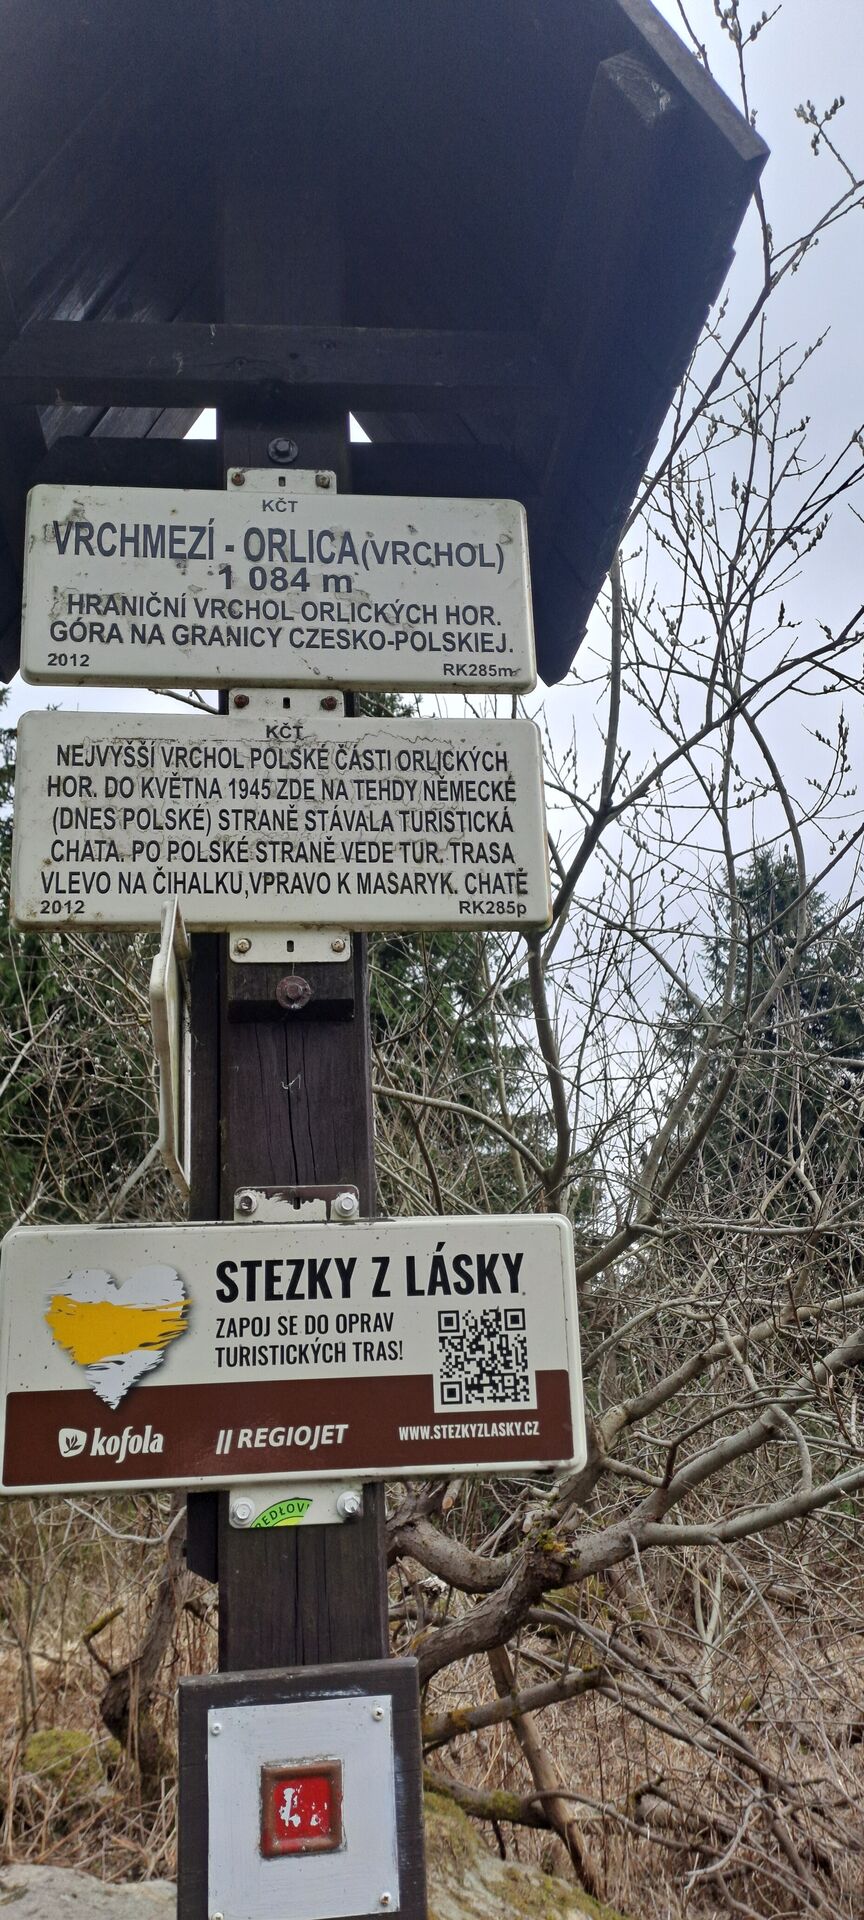 KČT
VRCHMEZÍ - ORLICA (VRCHOL)
1 084 m
HRANIČNÍ VRCHOL ORLICKÝCH HOR.
GÓRA NA GRANICY CZESKO-POLSKIEJ.
2012 RK285m
KČT
NEJVYŠŠÍ VRCHOL POLSKÉ ČÁSTI ORLICKÝCH
HOR. DO KVĚTNA 1945 ZDE NA TEHDY NĚMECKÉ
(DNES POLSKÉ) STRANĚ STÁVALA TURISTICKÁ
CHATA. PO POLSKÉ STRANĚ VEDE TUR. TRASA
VLEVO NA ČIHALKU, VPRAVO K MASARYK. CHATĚ
2012 RK285p
STEZKY Z LÁSKY
ZAPOJ SE DO OPRAV
TURISTICKÝCH TRAS!
kofola REGIOJET WWW.STEZKYZLASKY.CZ